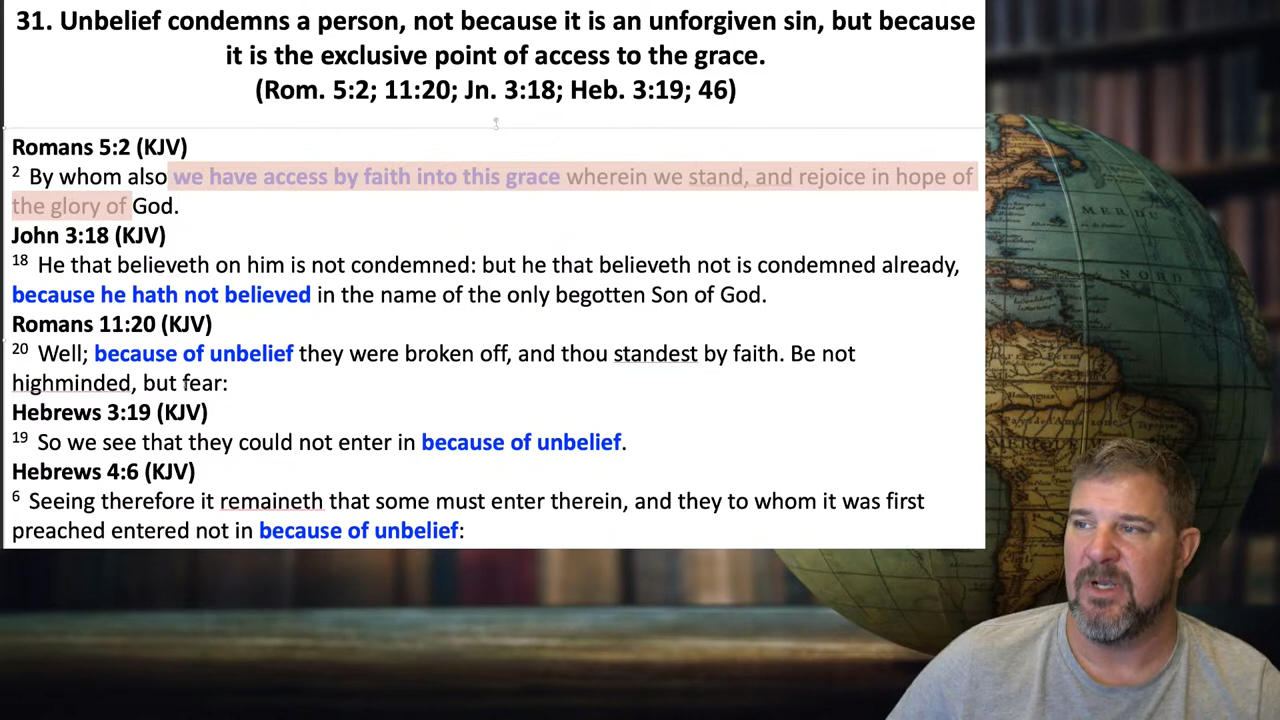 31. Unbelief condemns a person, not because it is an unforgiven sin, but because
it is the exclusive point of access to the grace.
(Rom. 5:2; 11:20; Jn. 3:18; Heb. 3:19; 46)
Romans 5:2 (KJV)
2 By whom also we have access by faith into this grace wherein we stand, and rejoice in hope of
the glory of God.
John 3:18 (KJV)
18 He that believeth on him is not condemned: but he that believeth not is condemned already,
because he hath not believed in the name of the only begotten Son of God.
Romans 11:20 (KJV)
20 Well; because of unbelief they were broken off, and thou standest by faith. Be not
highminded, but fear:
Hebrews 3:19 (KJV)
19 So we see that they could not enter in because of unbelief.
Hebrews 4:6 (KJV)
6 Seeing therefore it remaineth that some must enter therein, and they to whom it was first
preached entered not in because of unbelief:
MER DU
NORD